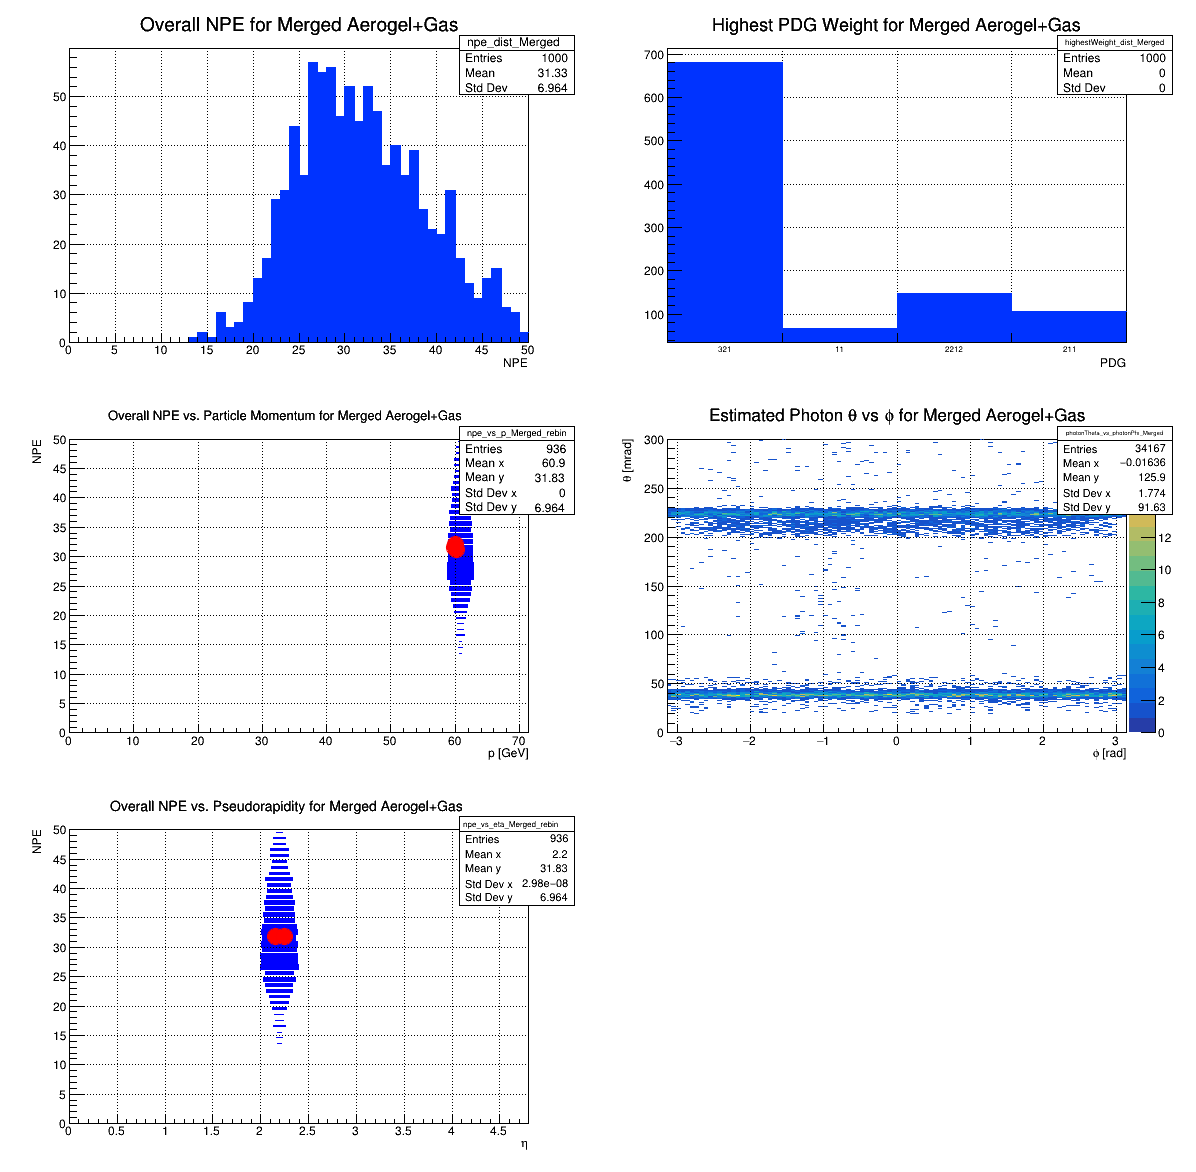 Overall NPE for Merged Aerogel+Gas
npe_dist_Merged
Entries 1000
Mean 31.33
Std Dev 6.964
50
40
30
20
10
0
0 5 10 15 20 25 30 35 40 45 50
NPE
Highest PDG Weight for Merged Aerogel+Gas
highestWeight_dist_Merged
Entries 1000
Mean 0
Std Dev 0
700
600
500
400
300
200
100
321 11 2212 211
PDG
Overall NPE vs. Particle Momentum for Merged Aerogel+Gas
NPE
npe_vs_p_Merged_rebin
Entries 936
Mean x 60.9
Mean y 31.83
Std Dev x 0
Std Dev y 6.964
50
45
40
35
30
25
20
15
10
5
0
0 10 20 30 40 50 60 70
p [GeV]
Estimated Photon θ vs ϕ for Merged Aerogel+Gas
θ [mrad]
photonTheta_vs_photonPhi_Merged
Entries 34167
Mean x −0.01636
Mean y 125.9
Std Dev x 1.774
Std Dev y 91.63
300
250
200
150
100
50
0
−3 −2 −1 0 1 2 3
ϕ [rad]
12
10
8
6
4
2
0
Overall NPE vs. Pseudorapidity for Merged Aerogel+Gas
NPE
npe_vs_eta_Merged_rebin
Entries 936
Mean x 2.2
Mean y 31.83
Std Dev x 2.98e−08
Std Dev y 6.964
50
45
40
35
30
25
20
15
10
5
0
0 0.5 1 1.5 2 2.5 3 3.5 4 4.5
η